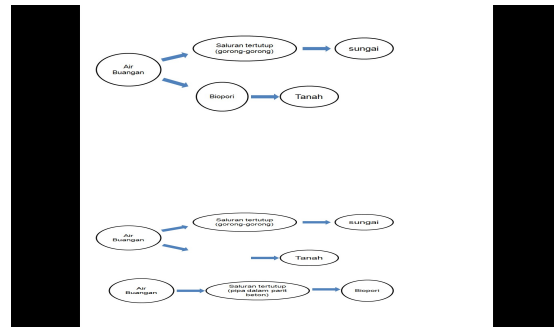 Saluran tertutup
(gorong-gorong)
sungai
Air
Buangan
Biopori
Tanah
Saluran tertutup
(gorong-gorong)
sungai
Air
Buangan
Tanah
Air
Buangan
Saluran tertutup
(pipa dalam parit
beton)
Biopori